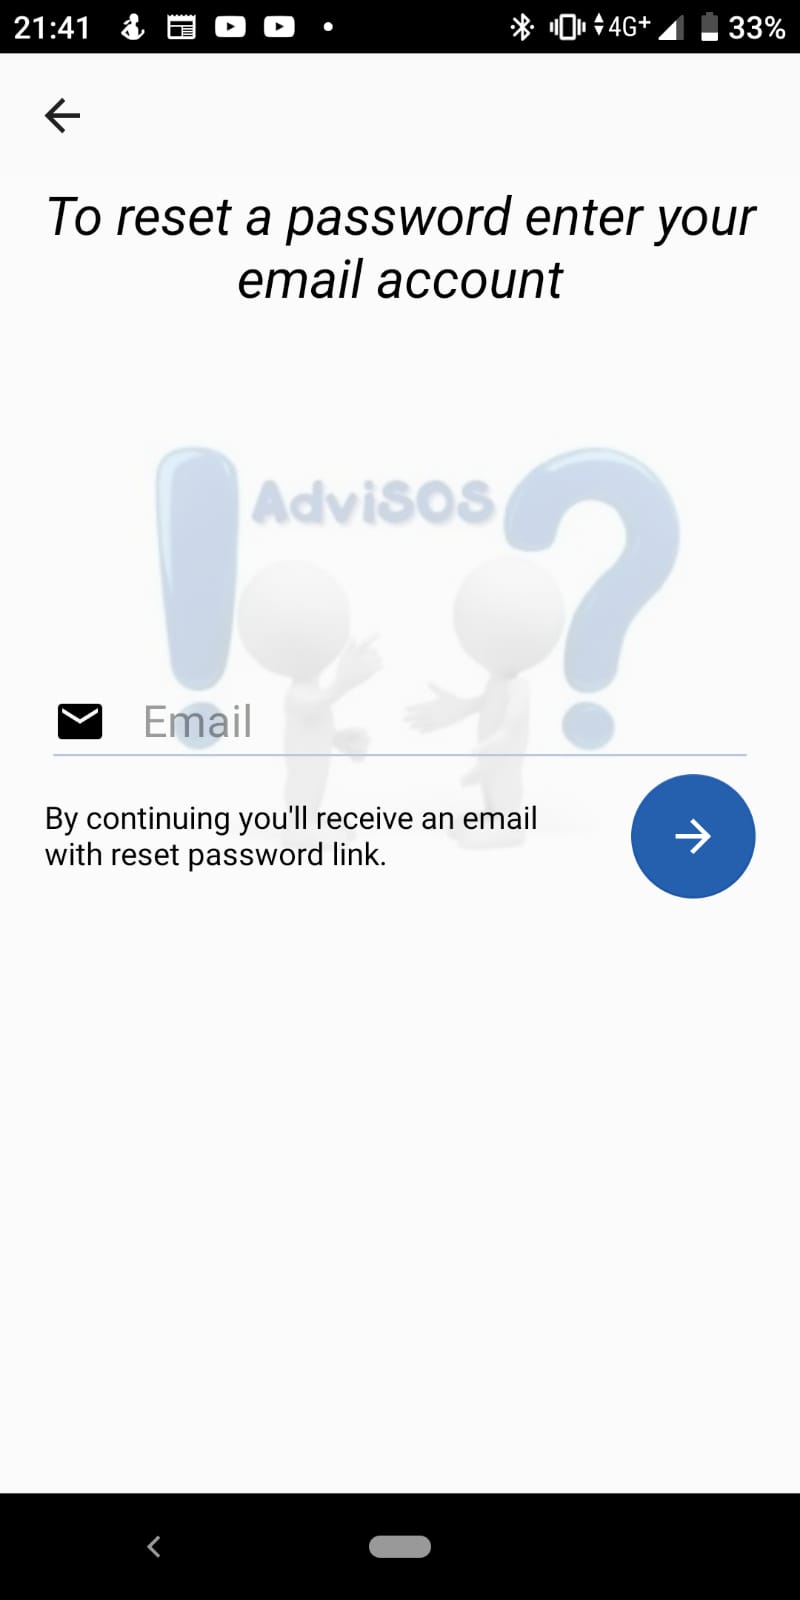 21:41 4G+ 33%
To reset a password enter your
email account
! AdviSOS ?
Email
By continuing you'll receive an email
with reset password link.